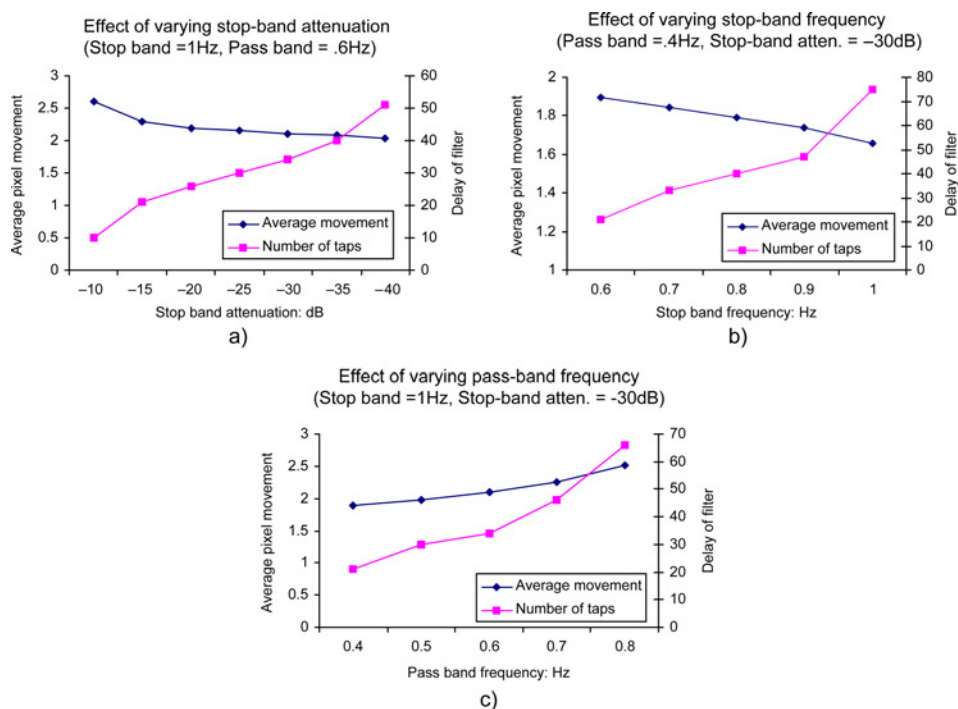 Effect of varying stop-band attenuation
(Stop band =1Hz, Pass band = .6Hz)
3
2.5
2
1.5
1
0.5
0
60
50
40
30
20
10
0
Average pixel movement
Delay of filter
Average movement
Number of taps
–10 –15 –20 –25 –30 –35 –40
Stop band attenuation: dB
a)
Effect of varying stop-band frequency
(Pass band =.4Hz, Stop-band atten. = –30dB)
2
1.8
1.6
1.4
1.2
1
80
70
60
50
40
30
20
10
0
Average pixel movement
Delay of filter
Average movement
Number of taps
0.6 0.7 0.8 0.9 1
Stop band frequency: Hz
b)
Effect of varying pass-band frequency
(Stop band =1Hz, Stop-band atten. = -30dB)
3
2.5
2
1.5
1
0.5
0
70
60
50
40
30
20
10
0
Average pixel movement
Delay of filter
Average movement
Number of taps
0.4 0.5 0.6 0.7 0.8
Pass band frequency: Hz
c)